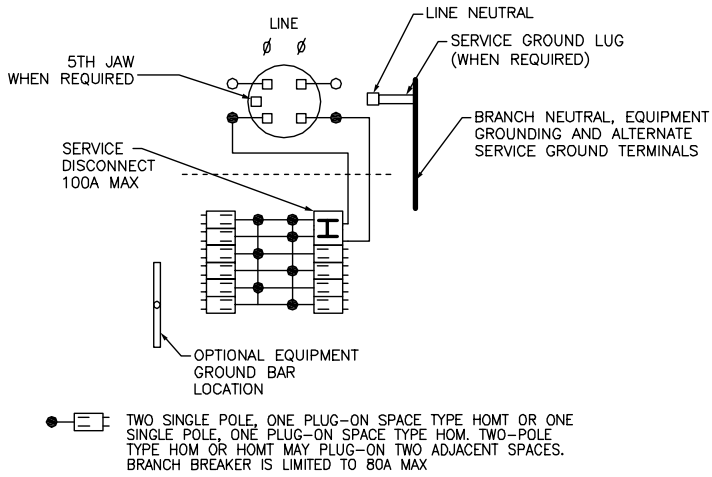 LINE
Ø Ø
LINE NEUTRAL
SERVICE GROUND LUG
(WHEN REQUIRED)
5TH JAW
WHEN REQUIRED
BRANCH NEUTRAL, EQUIPMENT
GROUNDING AND ALTERNATE
SERVICE GROUND TERMINALS
SERVICE
DISCONNECT
100A MAX
OPTIONAL EQUIPMENT
GROUND BAR
LOCATION
TWO SINGLE POLE, ONE PLUG-ON SPACE TYPE HOMT OR ONE
SINGLE POLE, ONE PLUG-ON SPACE TYPE HOM. TWO-POLE
TYPE HOM OR HOMT MAY PLUG-ON TWO ADJACENT SPACES.
BRANCH BREAKER IS LIMITED TO 80A MAX